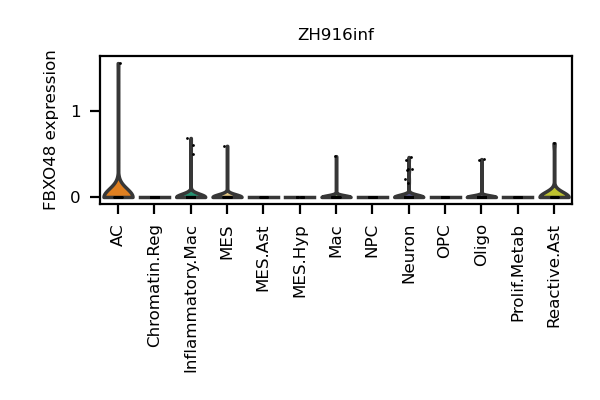 ZH916inf
FBXO48 expression
1
0
AC
Chromatin.Reg
Inflammatory.Mac
MES
MES.Ast
MES.Hyp
Mac
NPC
Neuron
OPC
Oligo
Prolif.Metab
Reactive.Ast